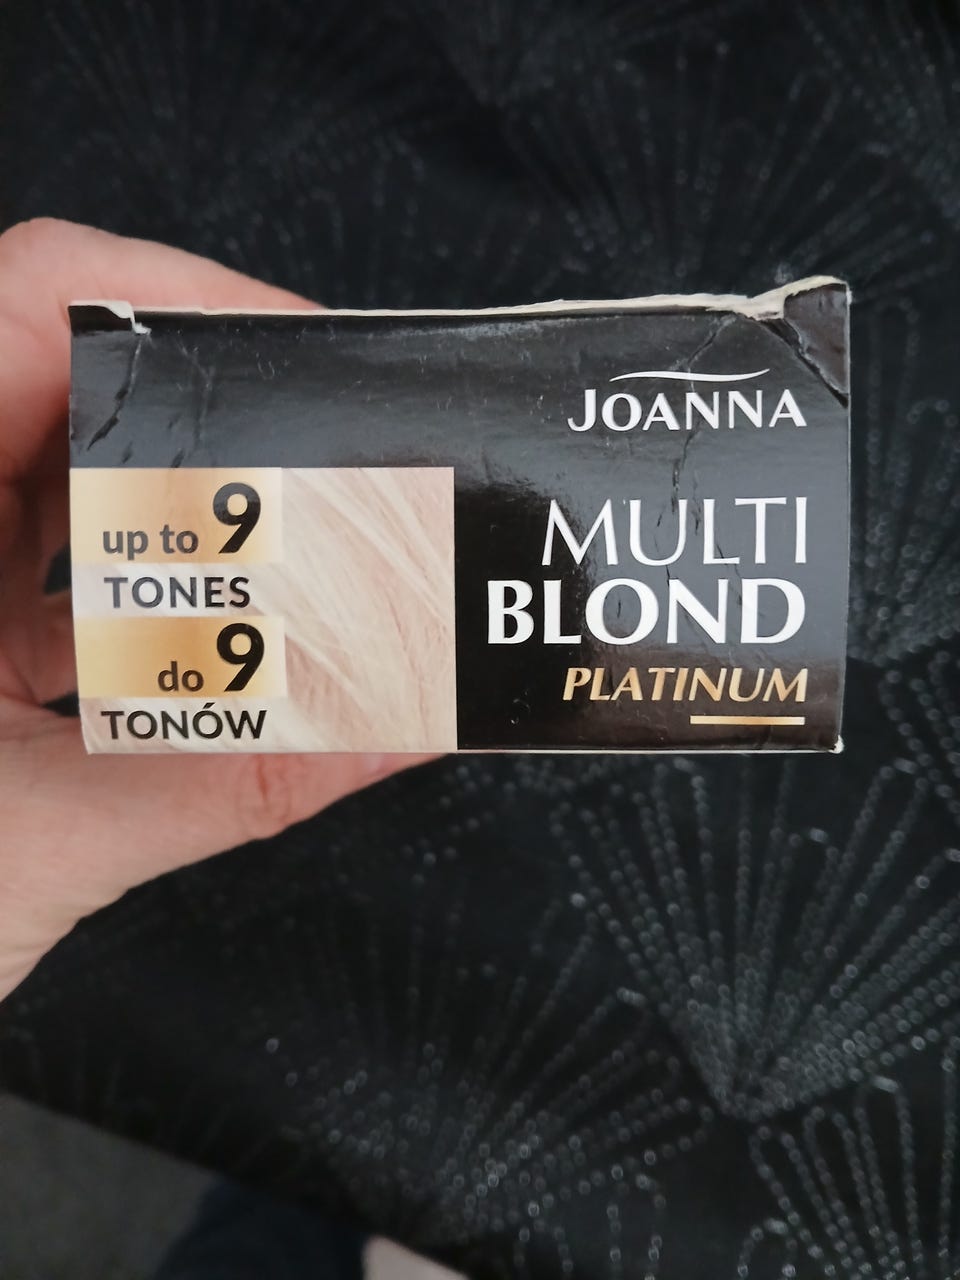 JOANNA
MULTI
BLOND
PLATINUM
up to 9
TONES
do 9
TONÓW